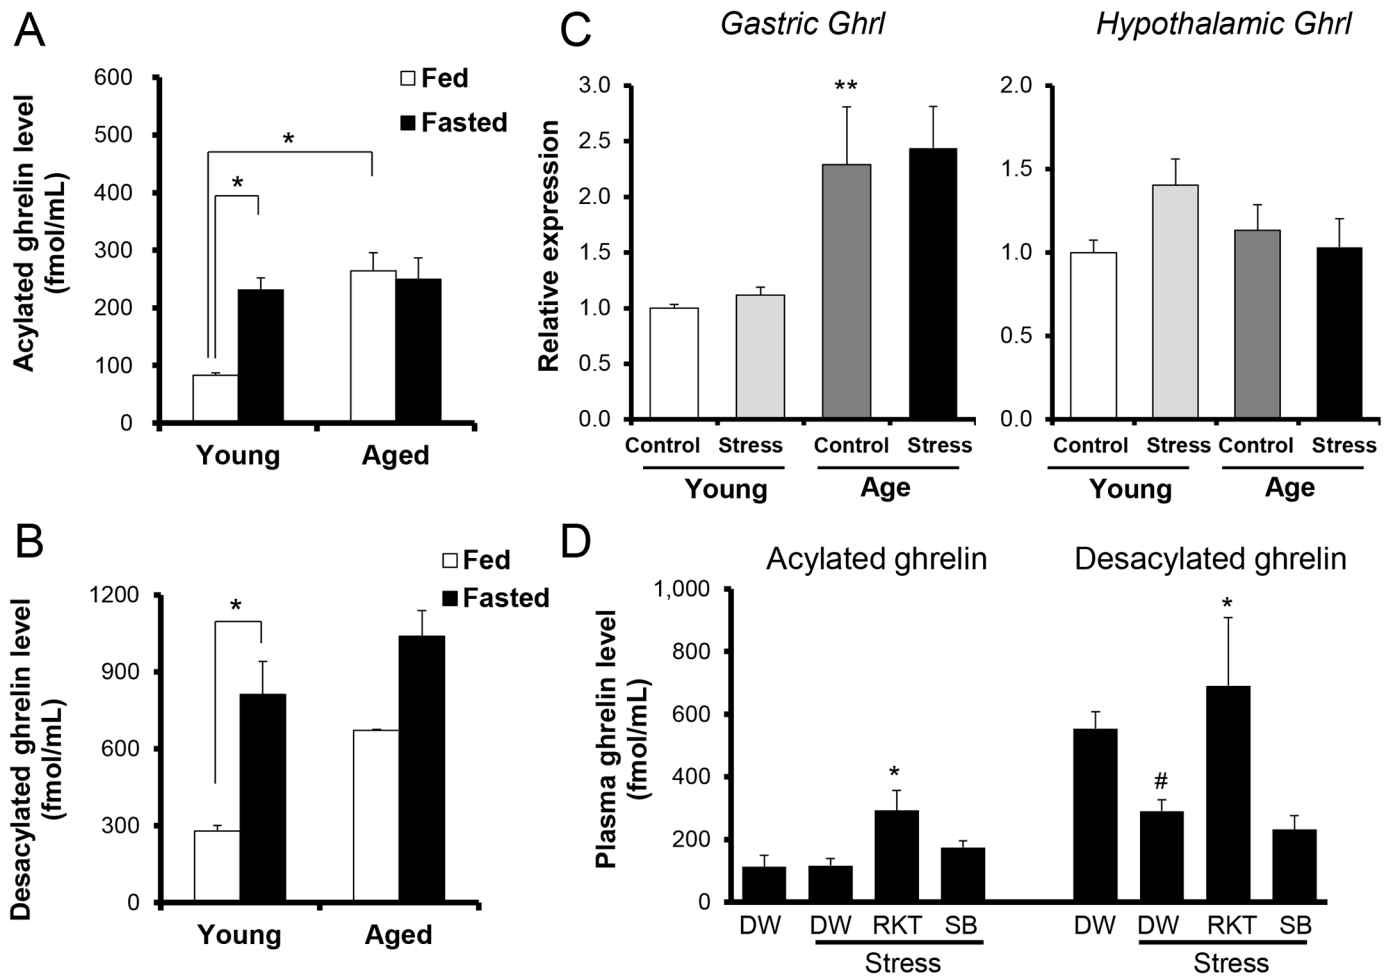 A
Acylated ghrelin level
(fmol/mL)
600
500
400
300
200
100
0
Fed
Fasted
*
*
Young Aged
B
Desacylated ghrelin level
(fmol/mL)
1200
900
600
300
0
Fed
Fasted
*
Young Aged
C
Gastric Ghrl
Relative expression
3.0
2.5
2.0
1.5
1.0
0.5
0.0
**
Control Stress Control Stress
Young Age
Hypothalamic Ghrl
2.0
1.5
1.0
0.5
0.0
Control Stress Control Stress
Young Age
D
Acylated ghrelin Desacylated ghrelin
Plasma ghrelin level
(fmol/mL)
1,000
800
600
400
200
0
*
#
*
DW DW RKT SB DW DW RKT SB
Stress Stress